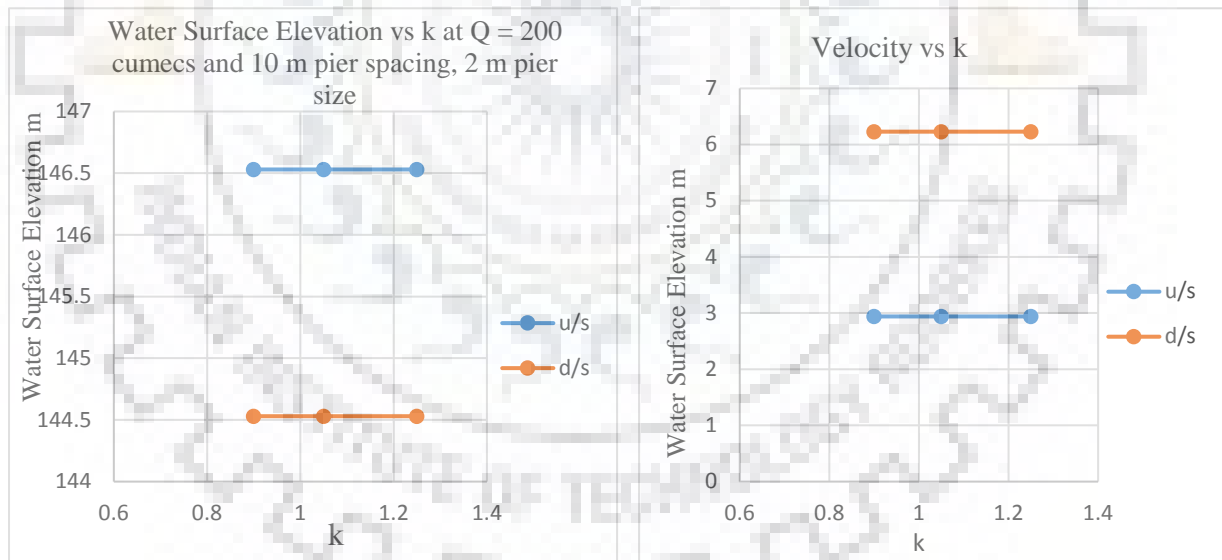 Water Surface Elevation vs k at Q = 200
cumecs and 10 m pier spacing, 2 m pier
size
Water Surface Elevation m
147
146.5
146
145.5
145
144.5
144
0.6 0.8 1 1.2 1.4
k
u/s
d/s
Velocity vs k
Water Surface Elevation m
7
6
5
4
3
2
1
0
0.6 0.8 1 1.2 1.4
k
u/s
d/s